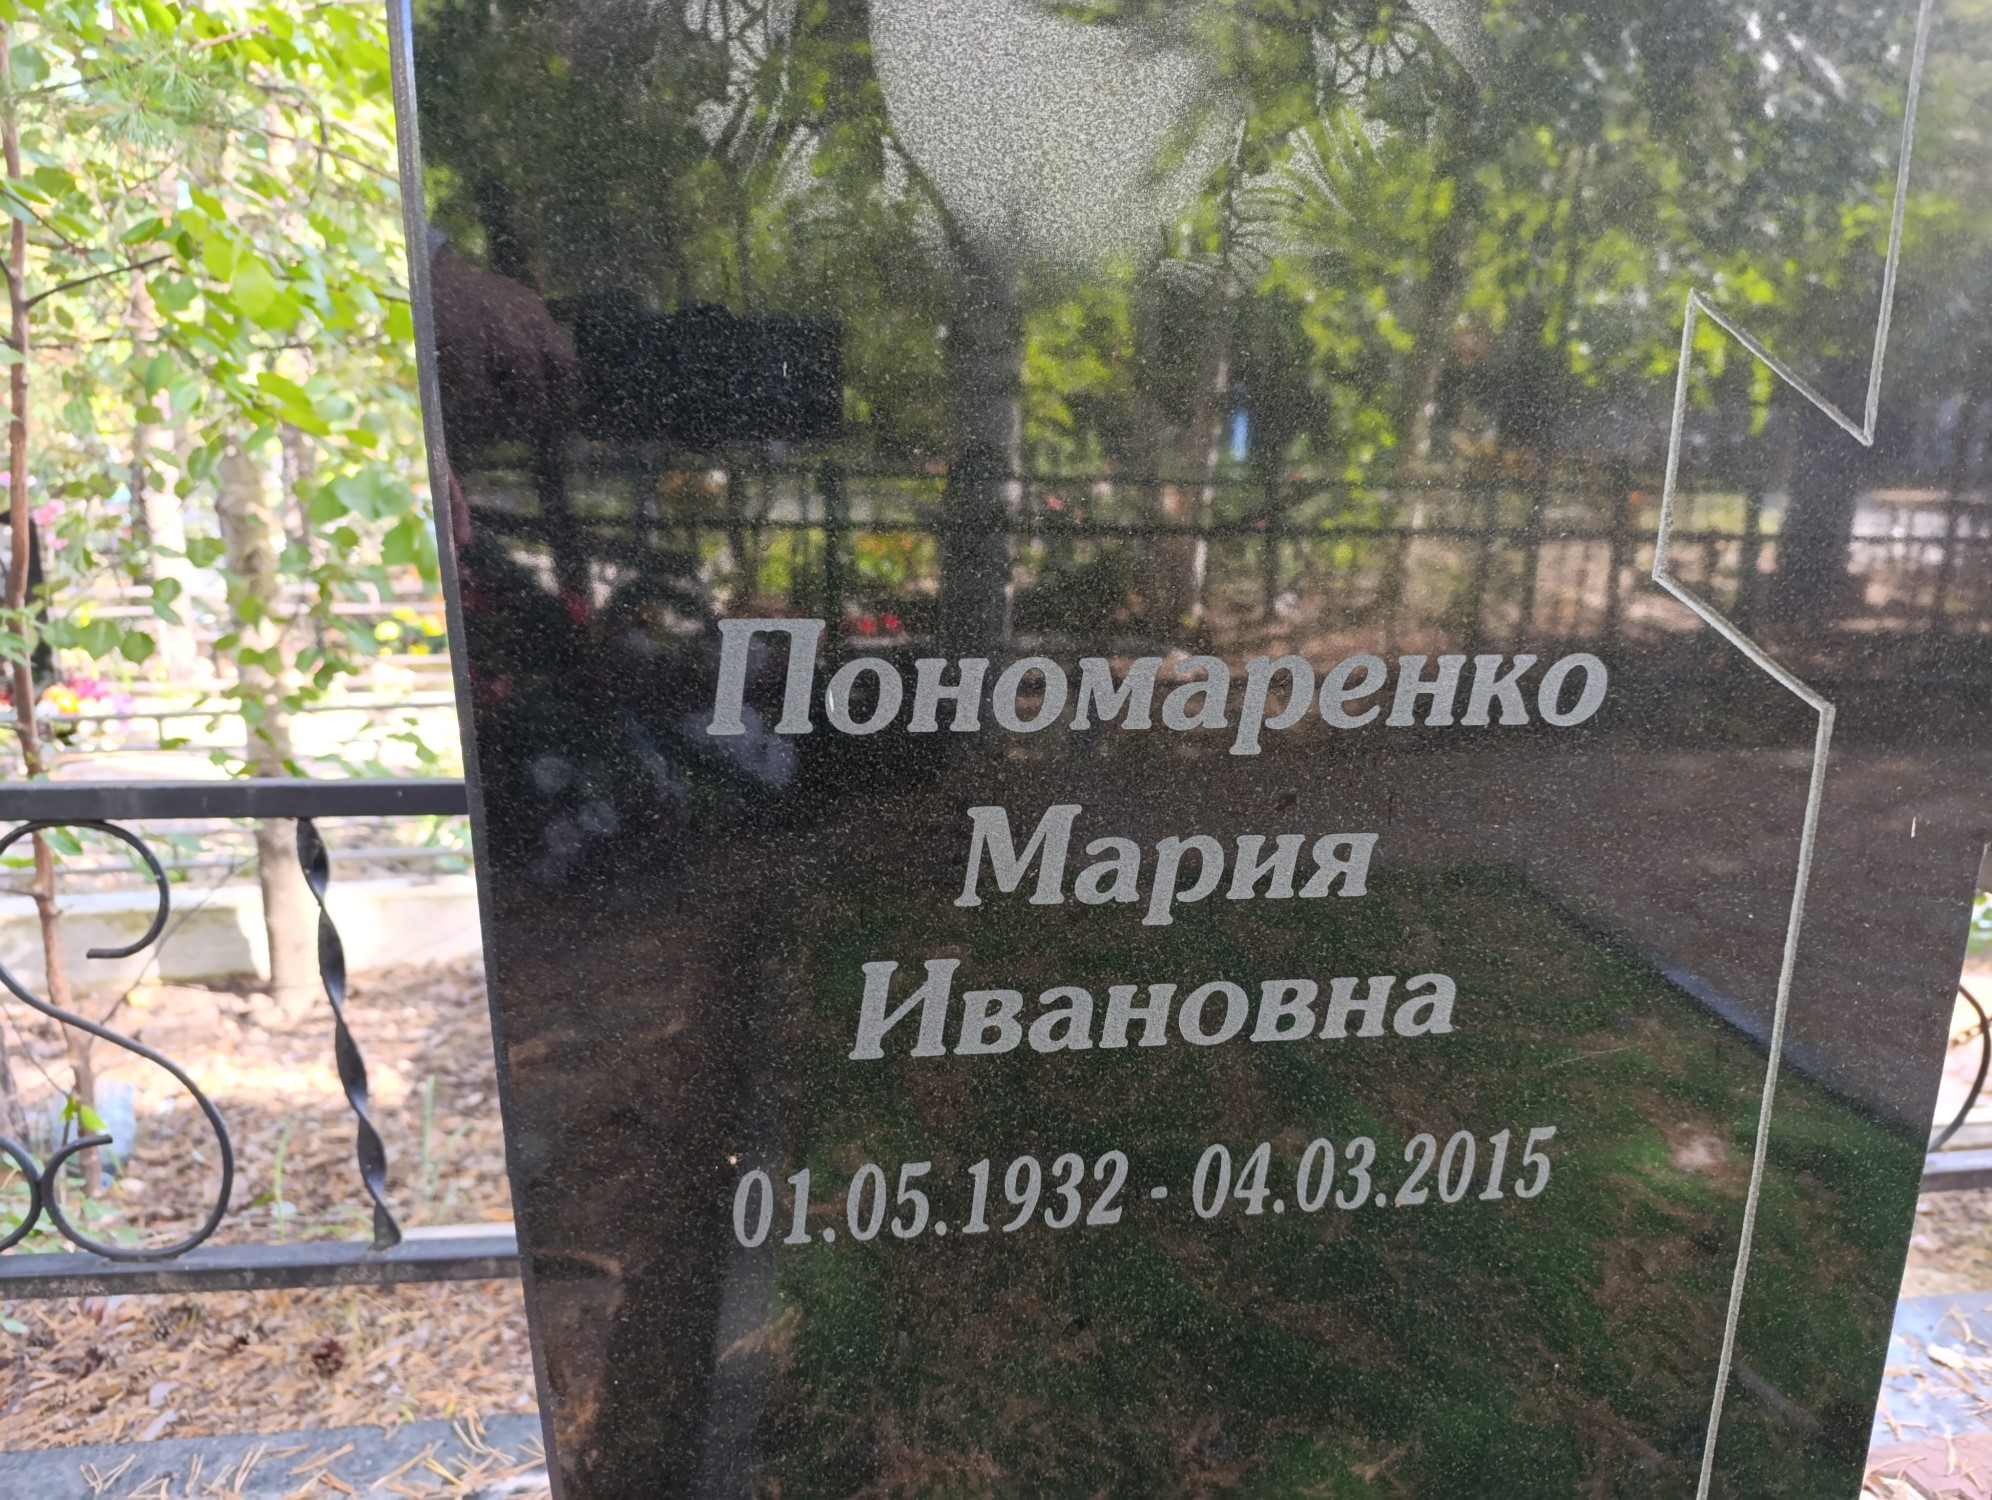 Пономаренко
Мария
Ивановна
01.05.1932 - 04.03.2015